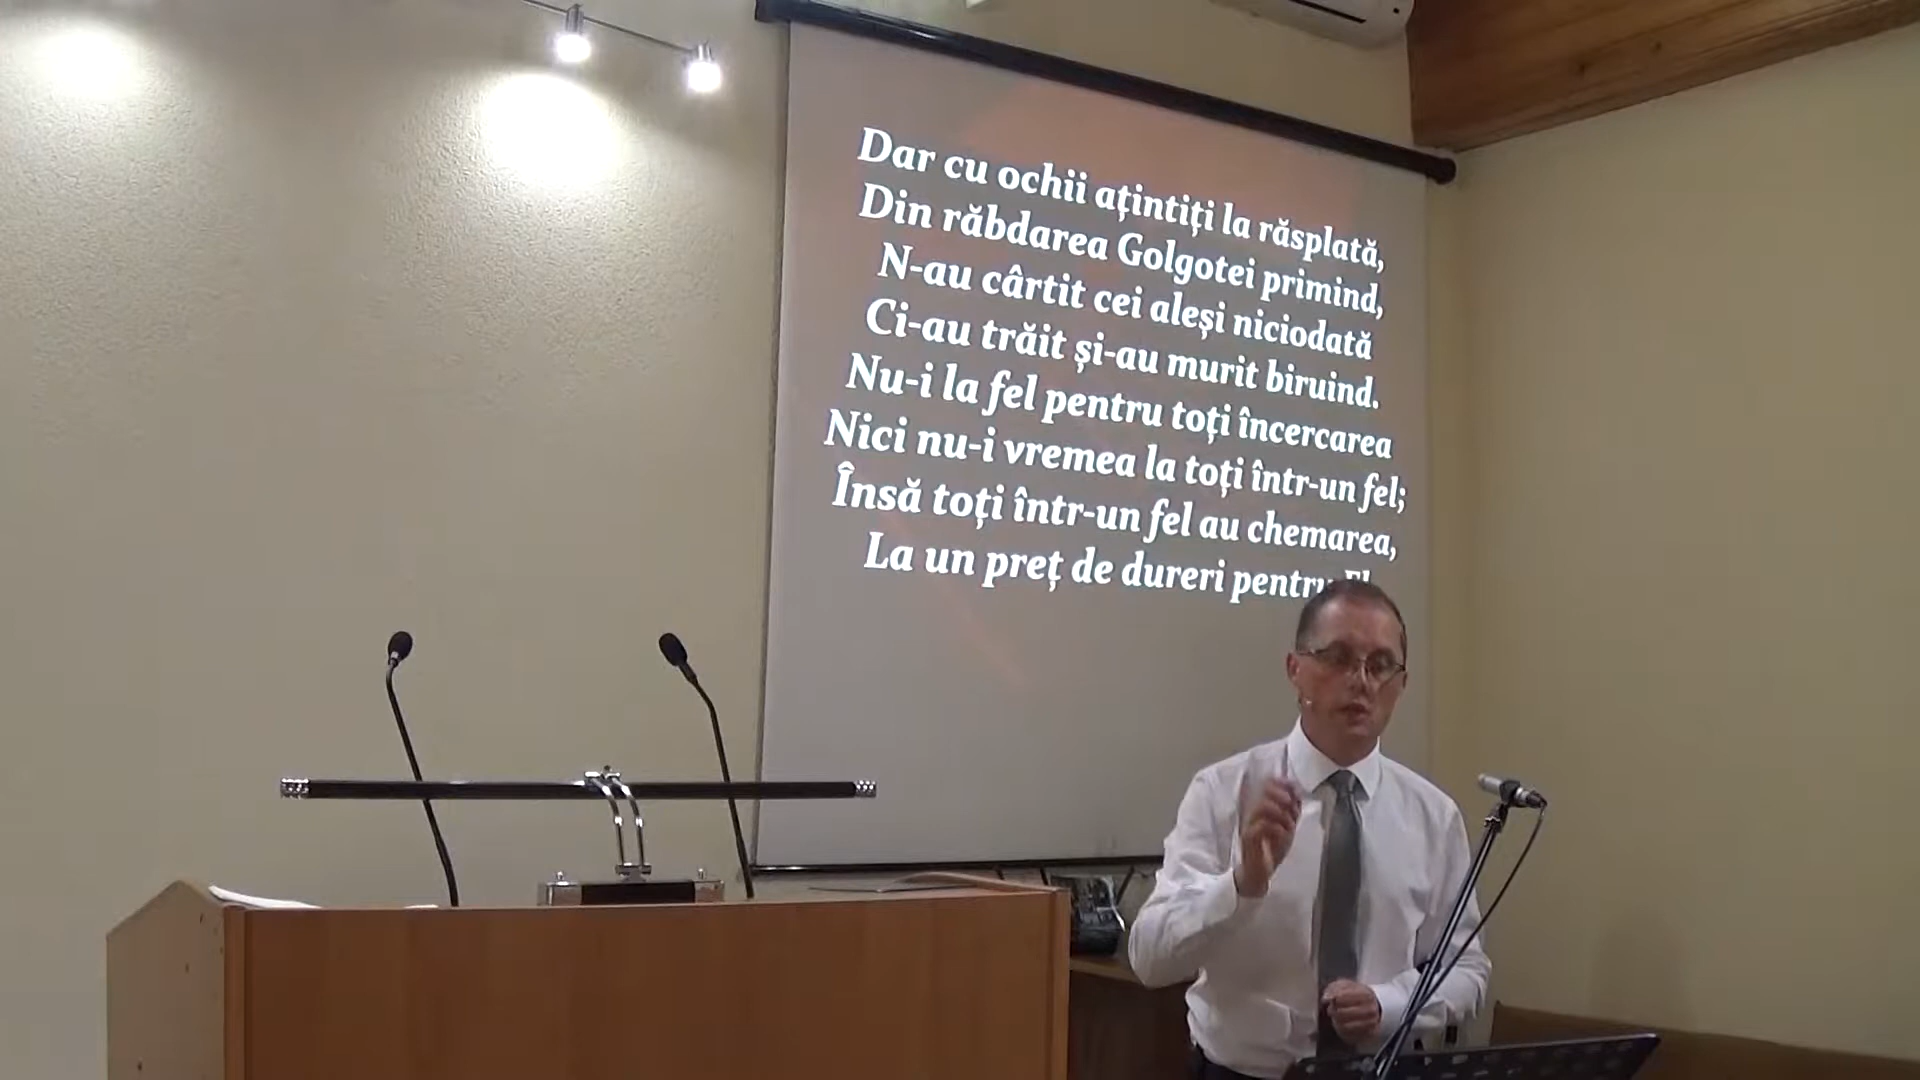 Dar cu ochii ațintiți la răsplată,
Din răbdarea Golgotei primind,
N-au cârtit cei aleși niciodată
Ci-au trăit și-au murit biruind.
Nu-i la fel pentru toți încercarea
Nici nu-i vremea la toți într-un fel;
Însă toți într-un fel au chemarea,
La un preț de dureri pentru